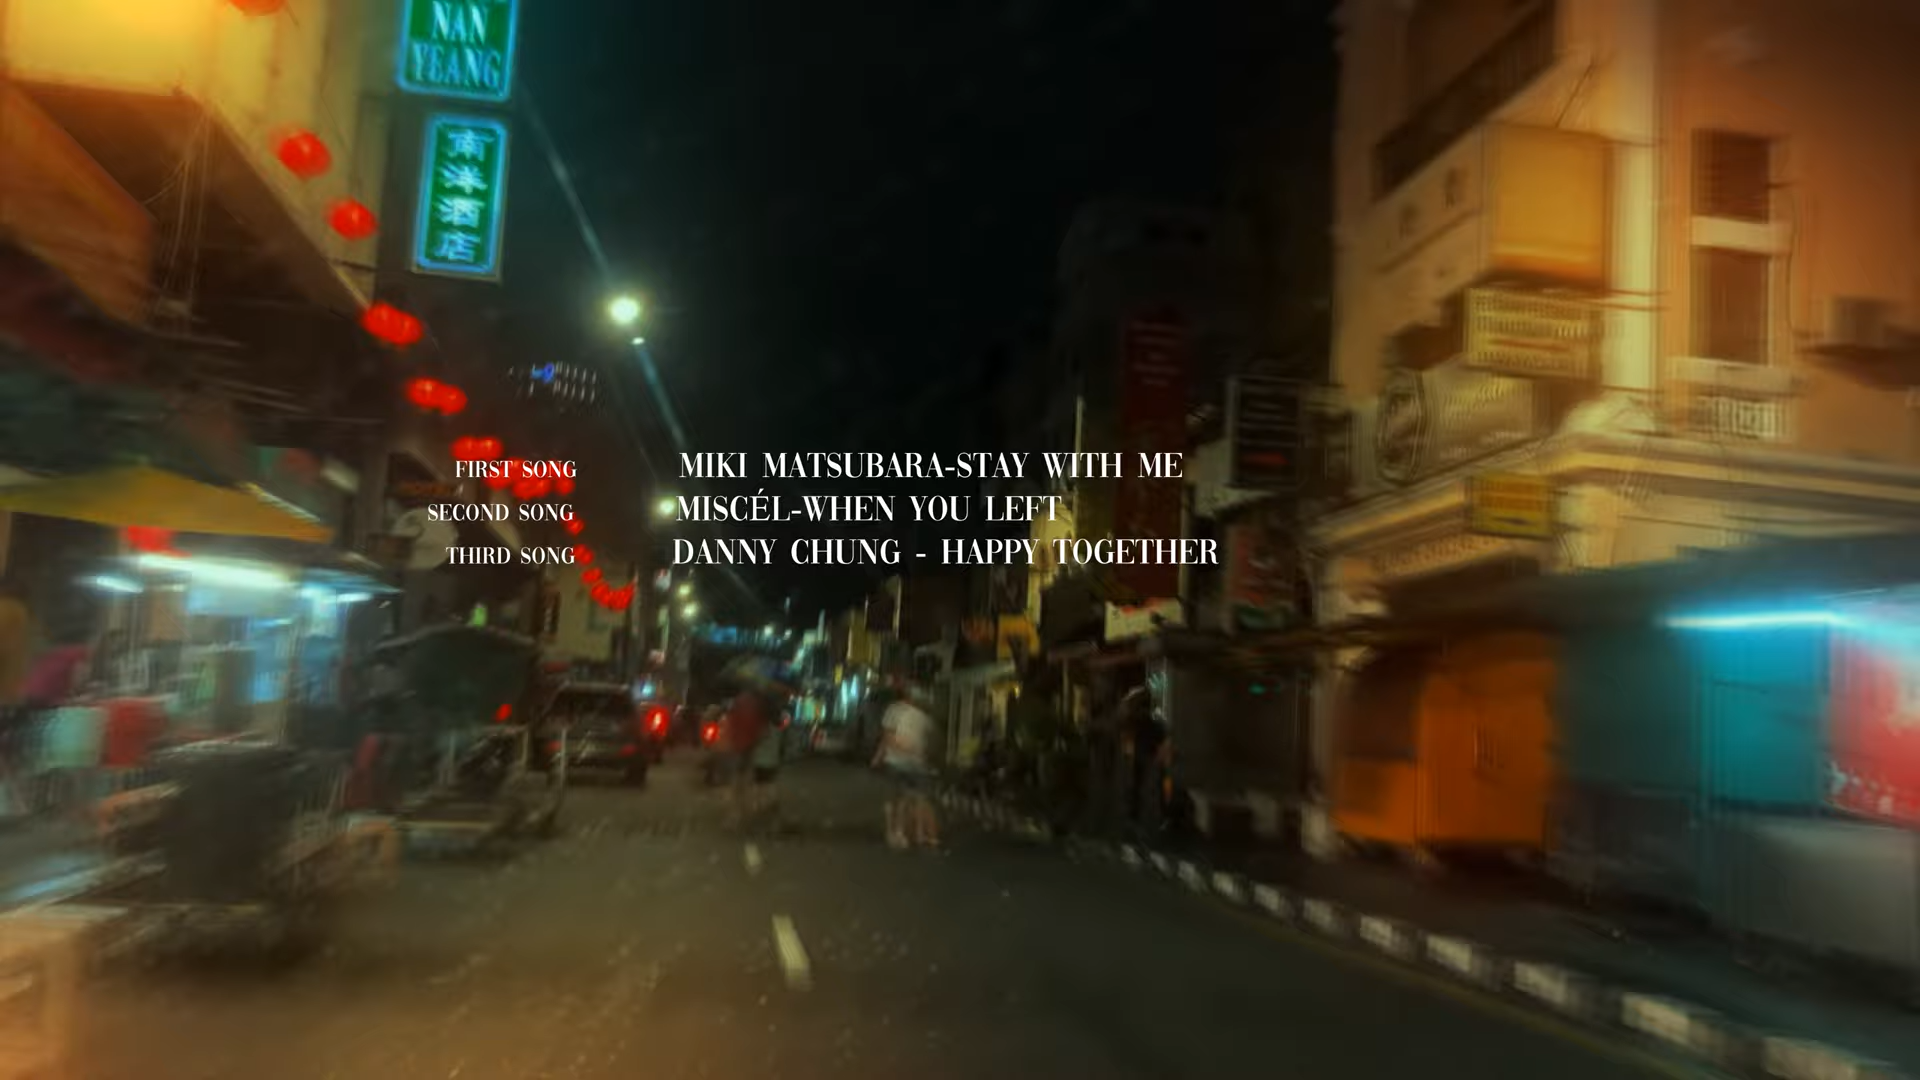 NAN
YEANG
南
洋
酒
店
FIRST SONG MIKI MATSUBARA-STAY WITH ME
SECOND SONG MISCÉL-WHEN YOU LEFT
THIRD SONG DANNY CHUNG - HAPPY TOGETHER